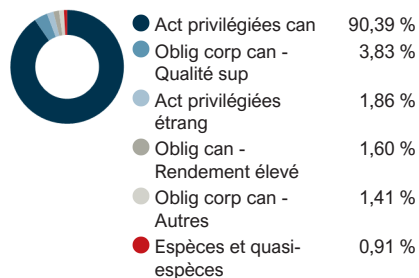 Act privilégiées can 90,39 %
Oblig corp can - 3,83 %
Qualité sup
Act privilégiées 1,86 %
étrang
Oblig can - 1,60 %
Rendement élevé
Oblig corp can - 1,41 %
Autres
Espèces et quasi- 0,91 %
espèces